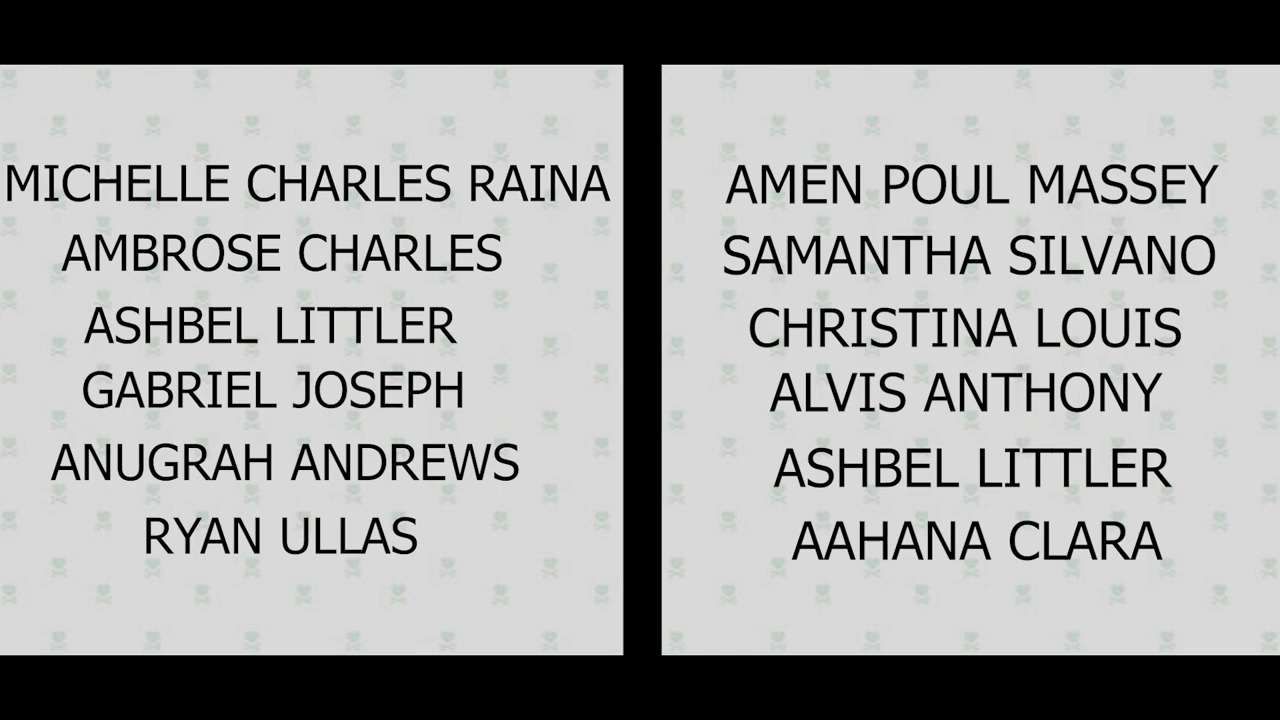 MICHELLE CHARLES RAINA
AMBROSE CHARLES
ASHBEL LITTLER
GABRIEL JOSEPH
ANUGRAH ANDREWS
RYAN ULLAS
AMEN POUL MASSEY
SAMANTHA SILVANO
CHRISTINA LOUIS
ALVIS ANTHONY
ASHBEL LITTLER
AAHANA CLARA